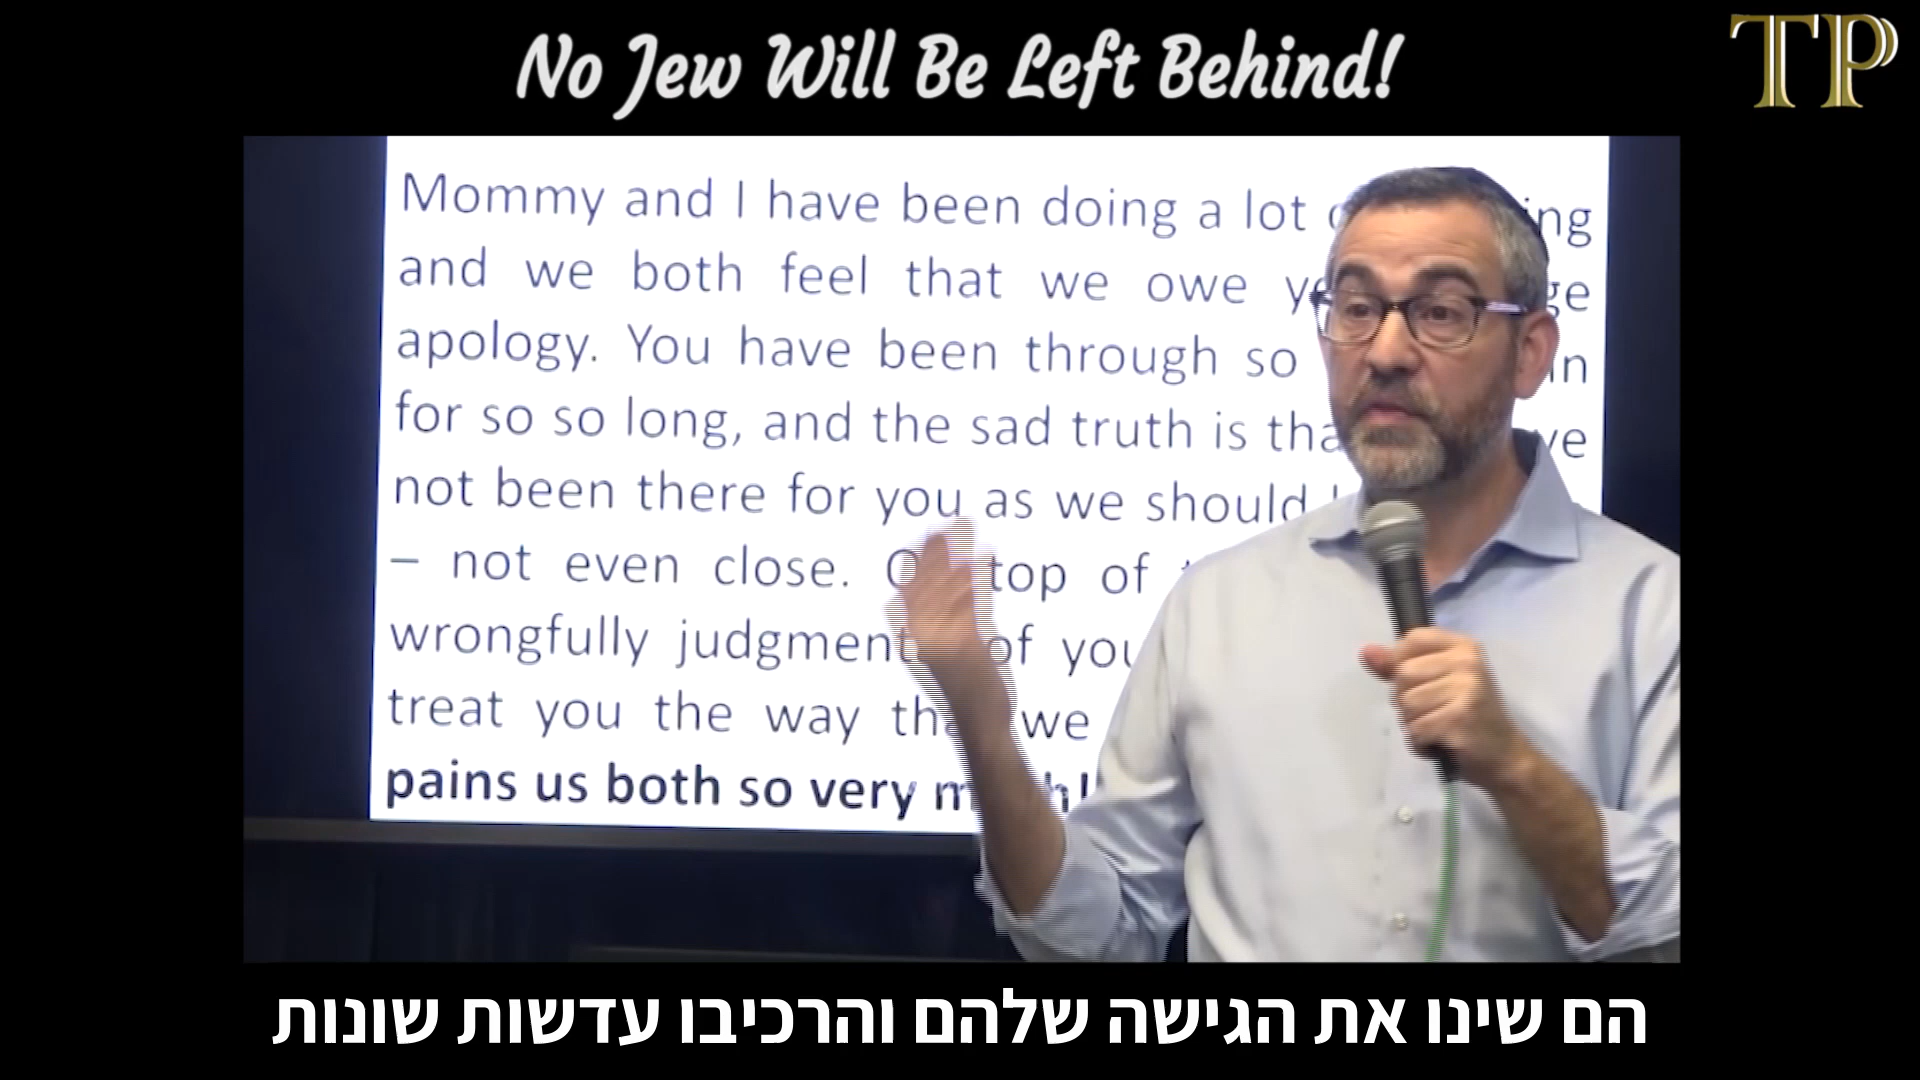 No Jew Will Be Left Behind!
TP
Mommy and I have been doing a lot
and we both feel that we owe
apology. You have been through so
for so so long, and the sad truth is
not been there for you as we should
– not even close. top of
wrongfully judgment of
treat you the way we
pains us both so very
הם שינו את הגישה שלהם והרכיבו עדשות שונות